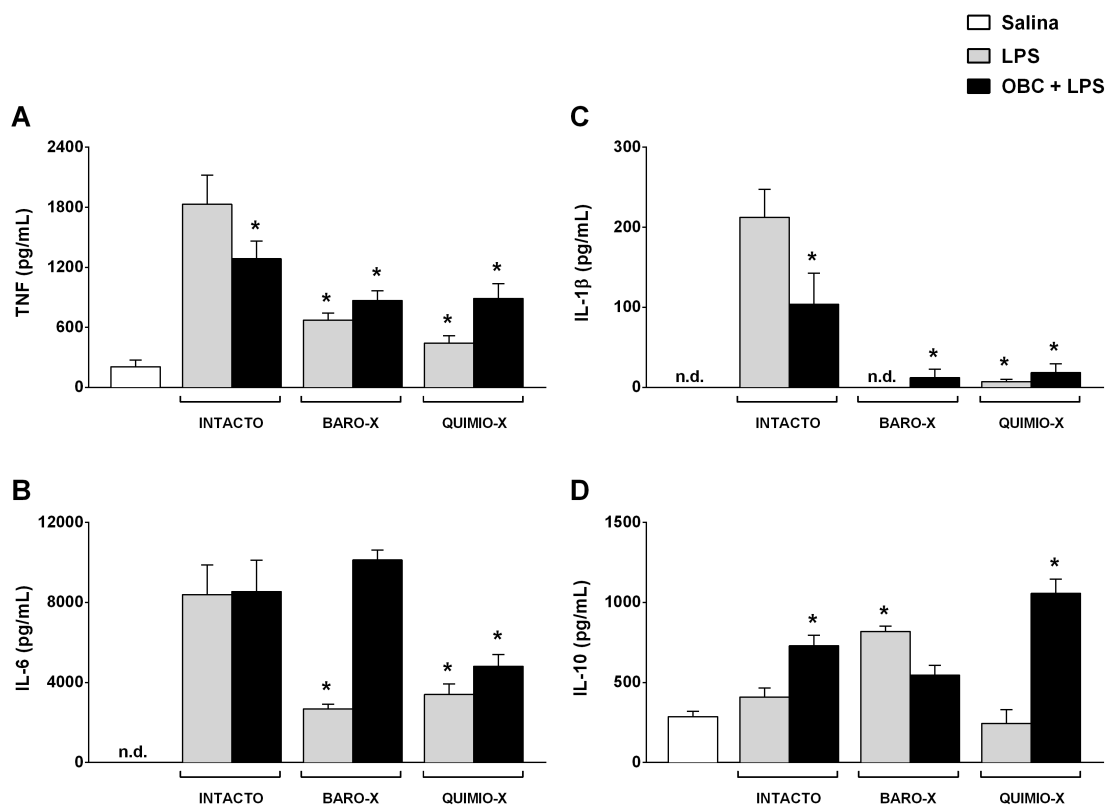 Salina
LPS
OBC + LPS
A
TNF (pg/mL)
2400
1800
1200
600
0
*
*
*
*
*
INTACTO
BARO-X
QUIMIO-X
C
IL-1β (pg/mL)
300
200
100
0
n.d.
*
n.d.
*
*
*
INTACTO
BARO-X
QUIMIO-X
B
IL-6 (pg/mL)
12000
8000
4000
0
n.d.
*
*
*
INTACTO
BARO-X
QUIMIO-X
D
IL-10 (pg/mL)
1500
1000
500
0
*
*
*
INTACTO
BARO-X
QUIMIO-X